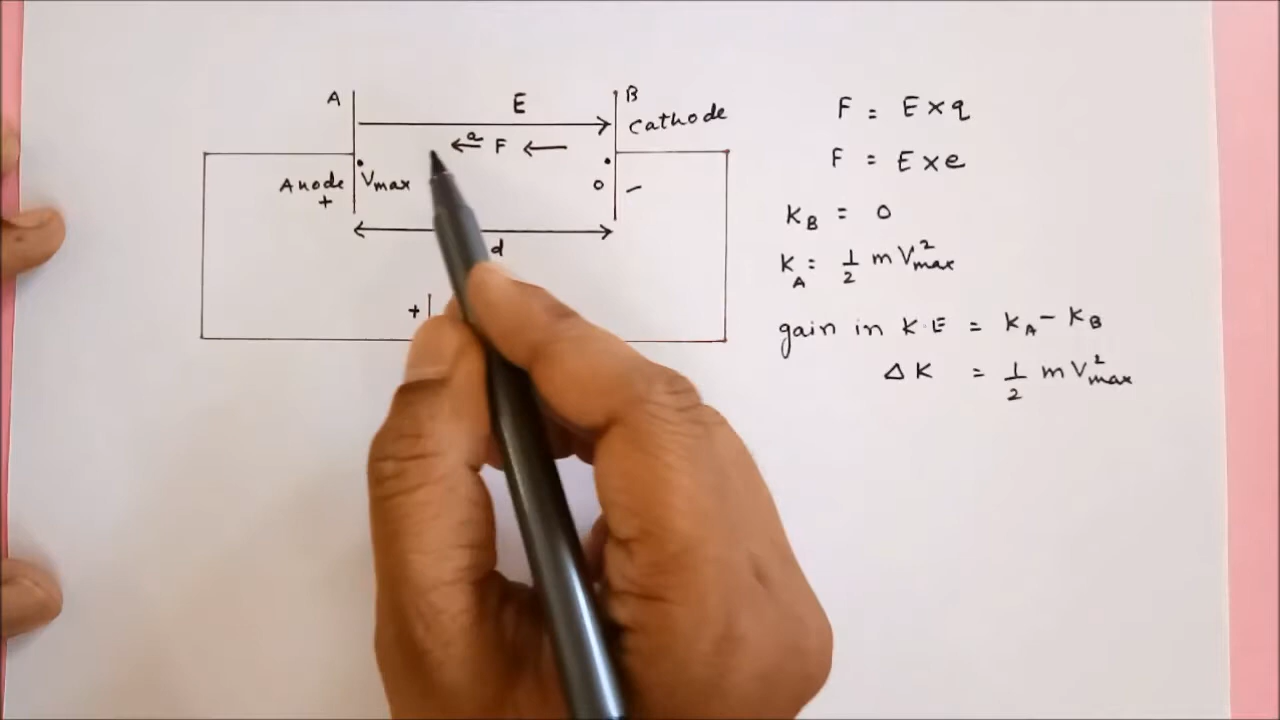 A
E
B
Cathode
a
F
Anode
+
Vmax
0
-
d
+
F = E × q
F = E × e
KB = 0
KA = 1/2 m V²max
gain in K.E = KA - KB
ΔK = 1/2 m V²max